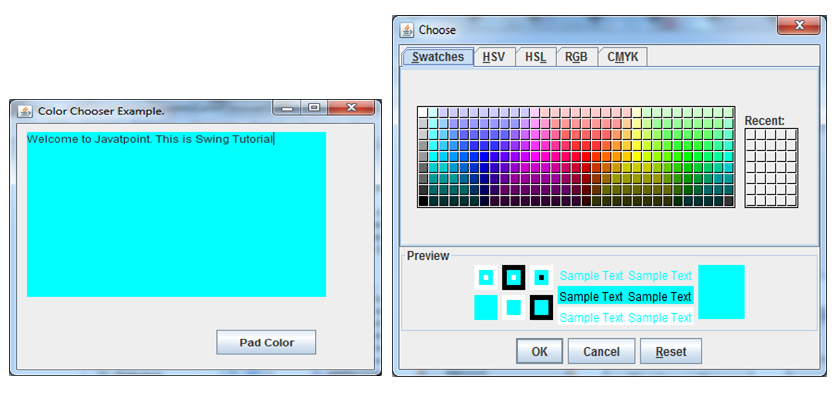 Color Chooser Example.
Welcome to Javatpoint. This is Swing Tutorial
Pad Color
Choose
Swatches HSV HSL RGB CMYK
Recent:
Preview
Sample Text Sample Text
Sample Text Sample Text
Sample Text Sample Text
OK Cancel Reset